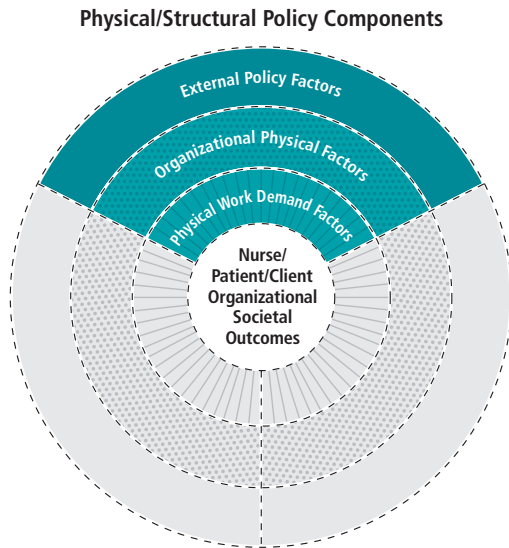 Physical/Structural Policy Components
External Policy Factors
Organizational Physical Factors
Physical Work Demand Factors
Nurse/
Patient/Client
Organizational
Societal
Outcomes